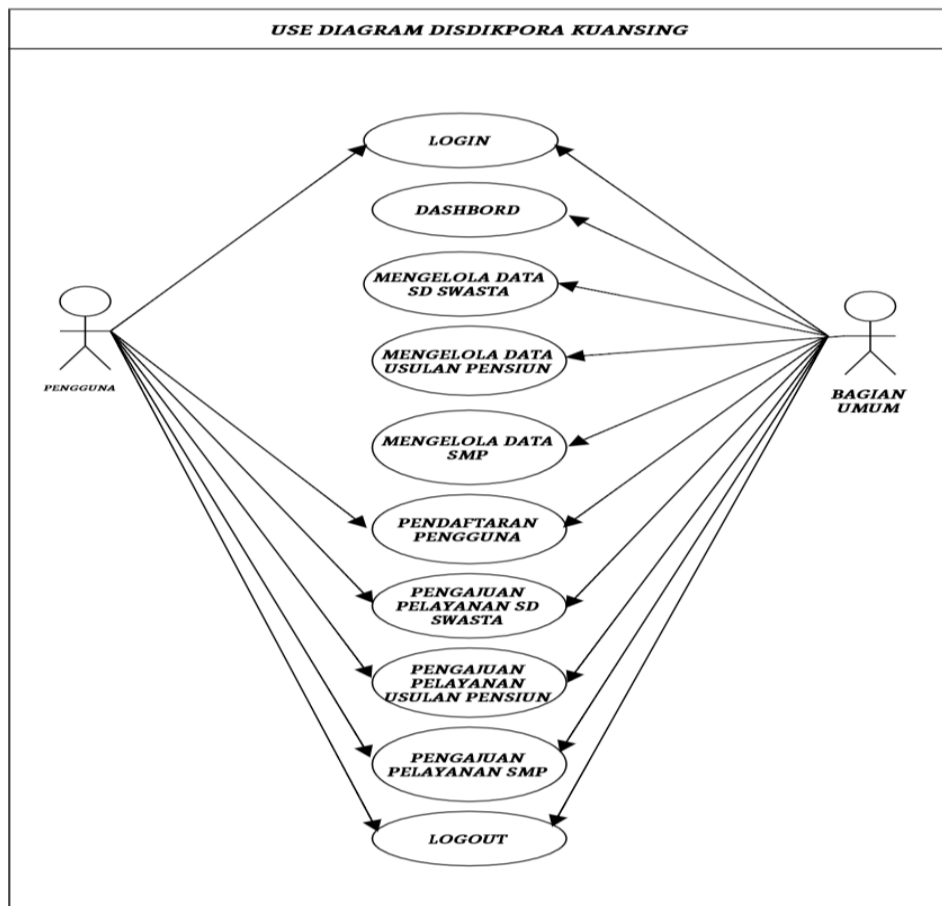 USE DIAGRAM DISDIKPORA KUANSING
LOGIN
DASHBORD
MENGELOLA DATA
SD SWASTA
MENGELOLA DATA
USULAN PENSIUN
PENGGUNA
BAGIAN
UMUM
MENGELOLA DATA
SMP
PENDAFTARAN
PENGGUNA
PENGAJUAN
PELAYANAN SD
SWASTA
PENGAJUAN
PELAYANAN
USULAN PENSIUN
PENGAJUAN
PELAYANAN SMP
LOGOUT